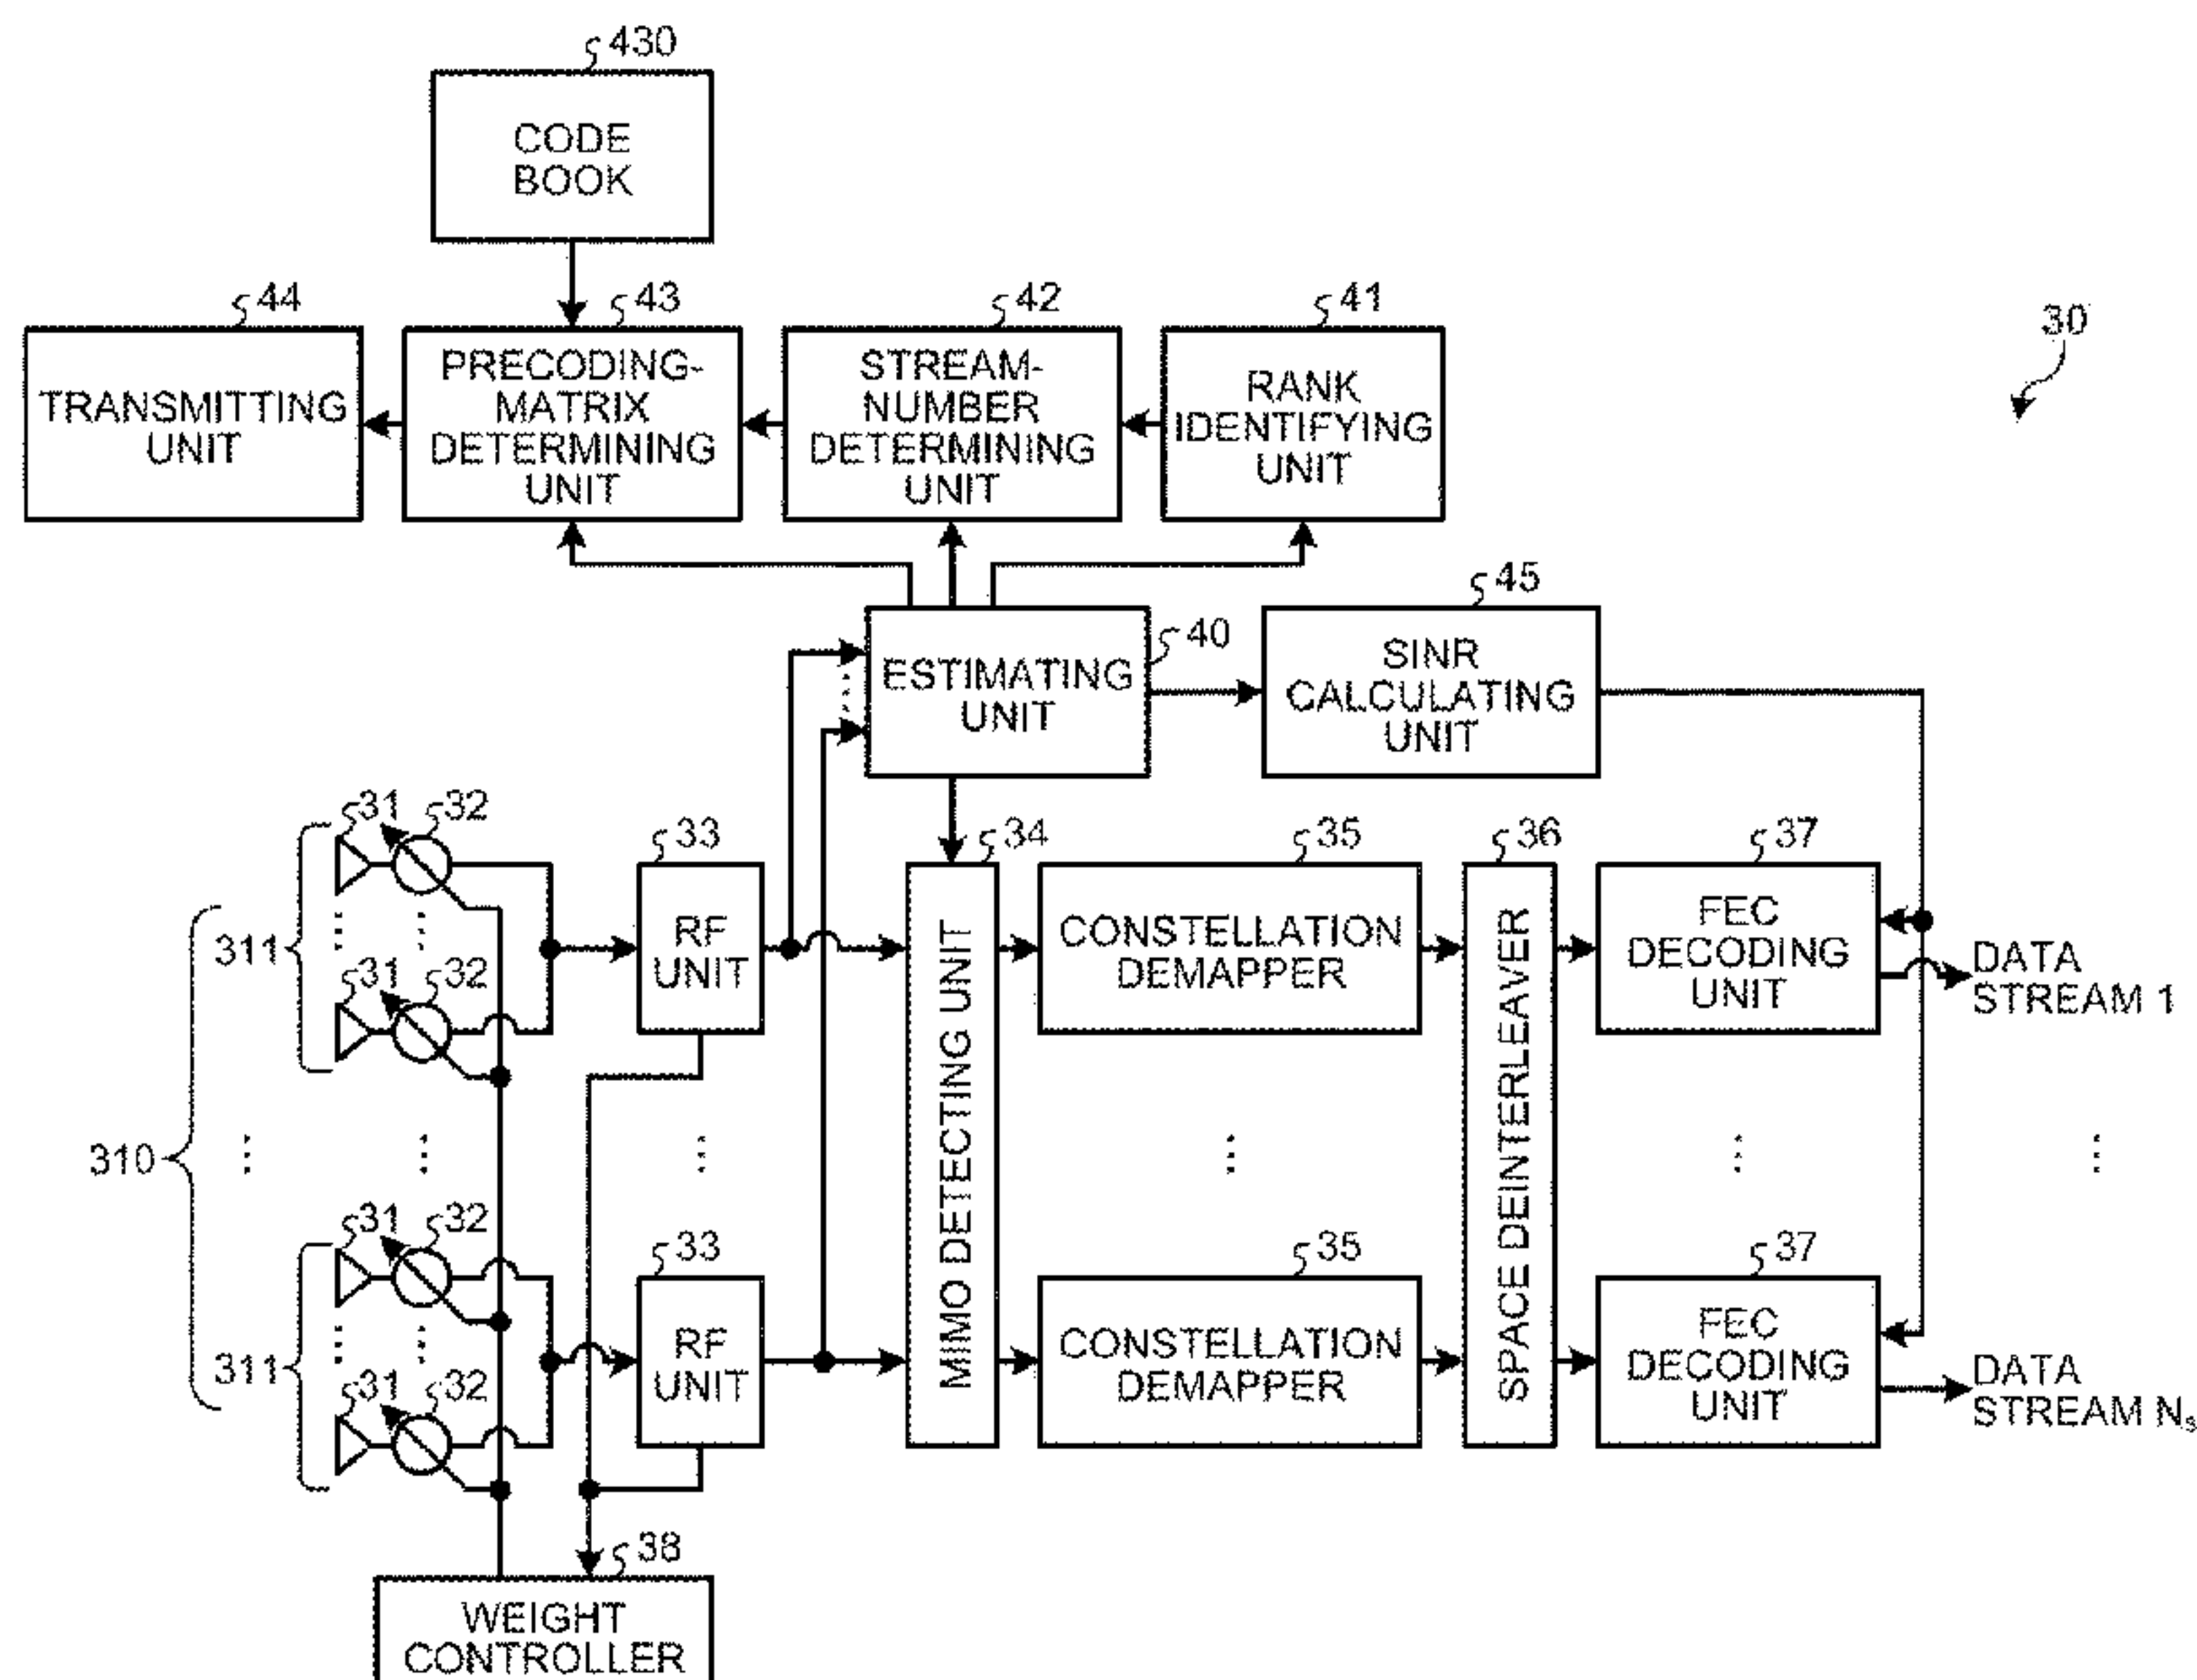 430
CODE
BOOK
44
43
42
41
30
TRANSMITTING
UNIT
PRECODING-
MATRIX
DETERMINING
UNIT
STREAM-
NUMBER
DETERMINING
UNIT
RANK
IDENTIFYING
UNIT
40
ESTIMATING
UNIT
45
SINR
CALCULATING
UNIT
31
32
33
34
35
36
37
310
311
RF
UNIT
MIMO DETECTING UNIT
CONSTELLATION
DEMAPPER
SPACE DEINTERLEAVER
FEC
DECODING
UNIT
DATA
STREAM 1
31
32
31
32
33
35
37
311
RF
UNIT
CONSTELLATION
DEMAPPER
FEC
DECODING
UNIT
DATA
STREAM Ns
31
32
38
WEIGHT
CONTROLLER